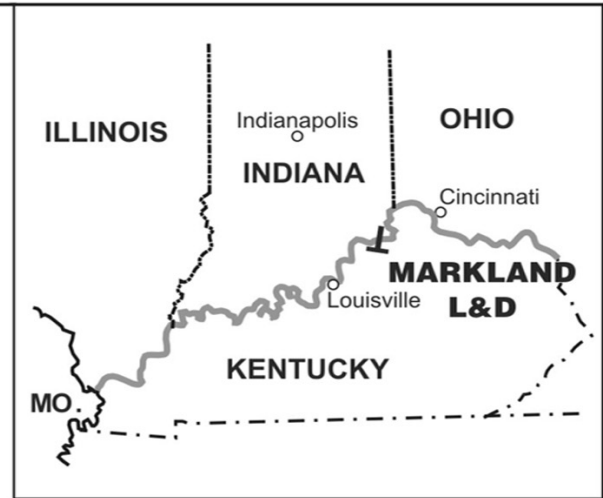 ILLINOIS
Indianapolis
OHIO
INDIANA
Cincinnati
MARKLAND
L&D
Louisville
KENTUCKY
MO.